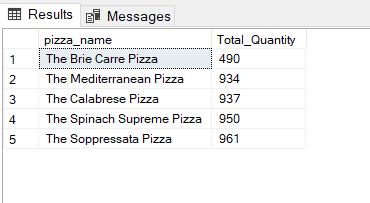 Results Messages
pizza_name Total_Quantity
1 The Brie Carre Pizza 490
2 The Mediterranean Pizza 934
3 The Calabrese Pizza 937
4 The Spinach Supreme Pizza 950
5 The Soppressata Pizza 961